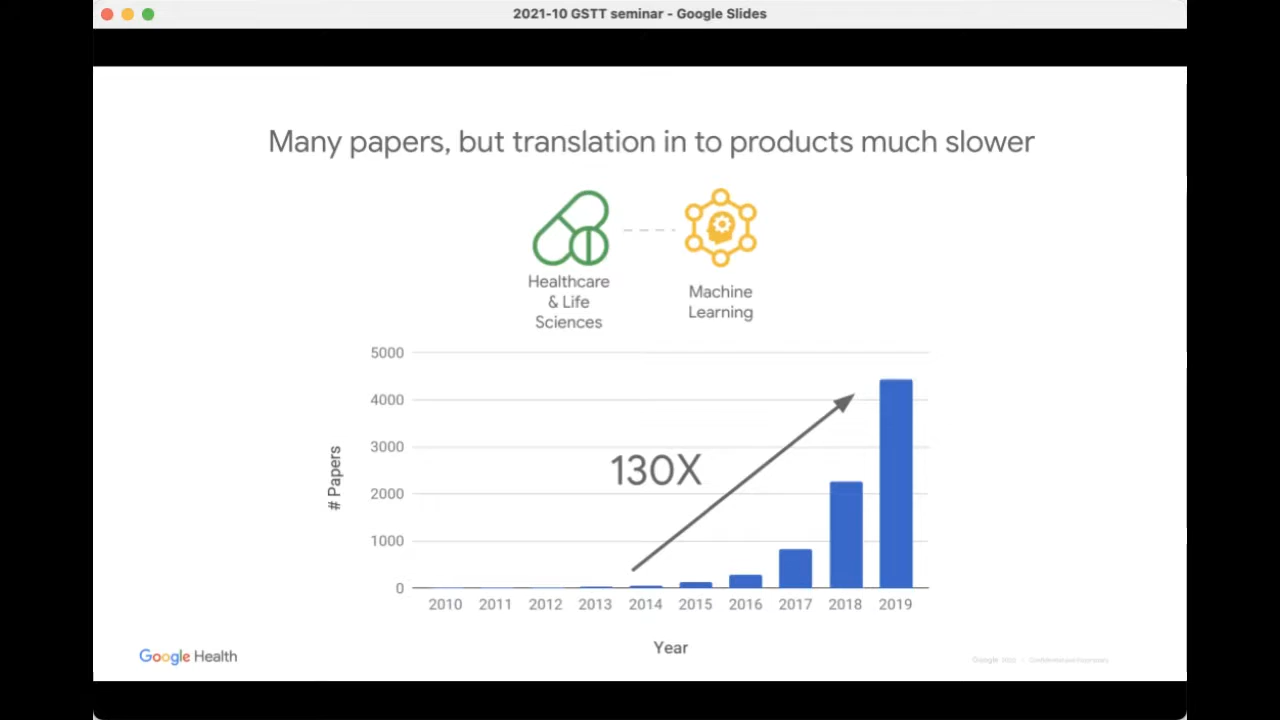 2021-10 GSTT seminar - Google Slides
Many papers, but translation in to products much slower
Healthcare
& Life
Sciences
Machine
Learning
5000
4000
3000
2000
1000
0
# Papers
130X
2010 2011 2012 2013 2014 2015 2016 2017 2018 2019
Year
Google Health
Google